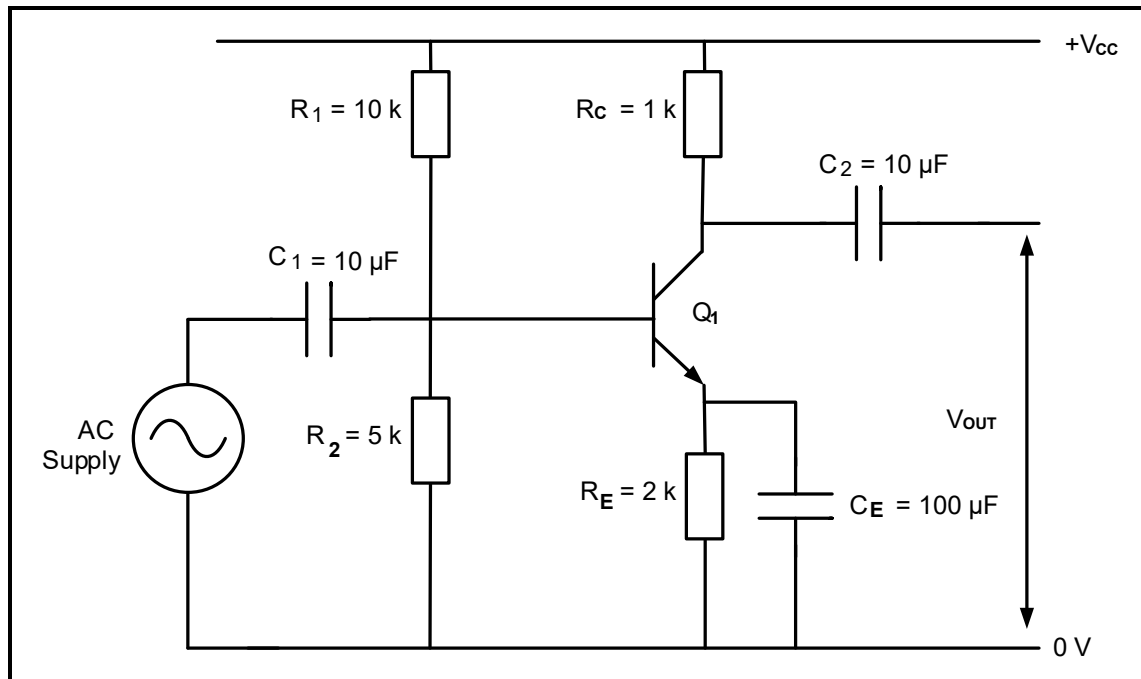 +Vcc
R1 = 10 k
Rc = 1 k
C2 = 10 µF
C1 = 10 µF
Q1
AC
Supply
R2 = 5 k
VOUT
RE = 2 k
CE = 100 µF
0 V